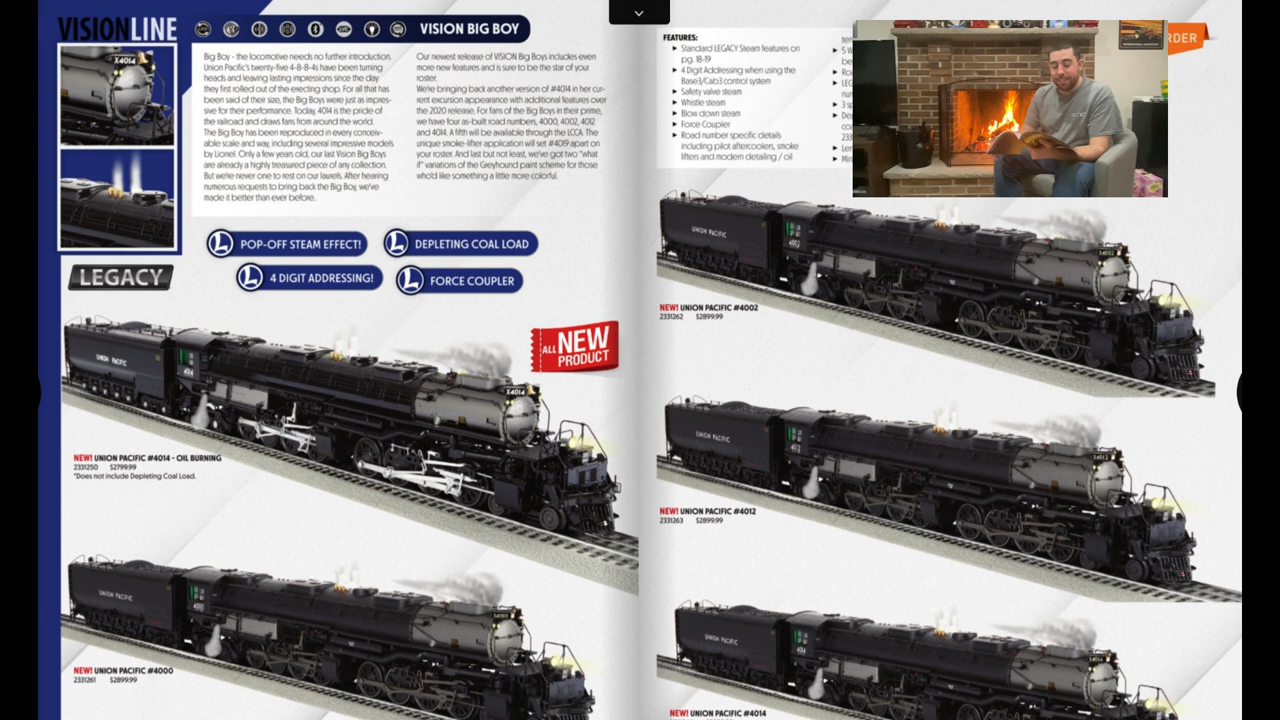 VISIONLINE
VISION BIG BOY
Big Boy - the locomotive needs no further introduction.
Union Pacific's twenty-five 4-8-8-4s have been turning
heads and leaving lasting impressions since the day
they first rolled out of the erecting shop. For all that has
been said of their size, the Big Boys were just as impres-
sive for their performance. Today, 4014 is the pride of
the railroad and draws fans from around the world.
The Big Boy has been reproduced in every conceiv-
able scale and way, including several impressive models
by Lionel. Only a few years old, our last Vision Big Boys
are already a highly treasured piece of any collection.
But we're never one to rest on our laurels. After hearing
numerous requests to bring back the Big Boy, we've
made it better than ever before..
Our newest release of VISION Big Boys includes even
more new features and is sure to be the star of your
roster.
We're bringing back another version of #4014 in her cur-
rent excursion appearance with additional features over
the 2020 release. For fans of the Big Boys in their prime,
we have four as-built road numbers, 4000, 4002, 4012
and 4014. A fifth will be available through the LCCA. The
unique smoke-lifter application will set #4019 apart on
your roster. And last but not least, we've got two "what
if" variations of the Greyhound paint scheme for those
who'd like something a little more colorful.
L POP-OFF STEAM EFFECT!
L DEPLETING COAL LOAD
L 4 DIGIT ADDRESSING!
L FORCE COUPLER
LEGACY
ALL NEW
PRODUCT
X4014
UNION PACIFIC
4014
X4014
NEW! UNION PACIFIC #4014 - OIL BURNING
2331250 $2799.99
*Does not include Depleting Coal Load.
UNION PACIFIC
4000
NEW! UNION PACIFIC #4000
2331261 $2899.99
FEATURES:
► Standard LEGACY Steam features on
pg. 18-19
► 4 Digit Addressing when using the
Base3/Cab3 control system
► Safety valve steam
► Whistle steam
► Blow down steam
► Force Coupler
► Road number specific details
including pilot aftercoolers, smoke
lifters and modern detailing / oil
RDER
UNION PACIFIC
NEW! UNION PACIFIC #4002
2331262 $2899.99
UNION PACIFIC
NEW! UNION PACIFIC #4012
2331263 $2899.99
UNION PACIFIC
NEW! UNION PACIFIC #4014